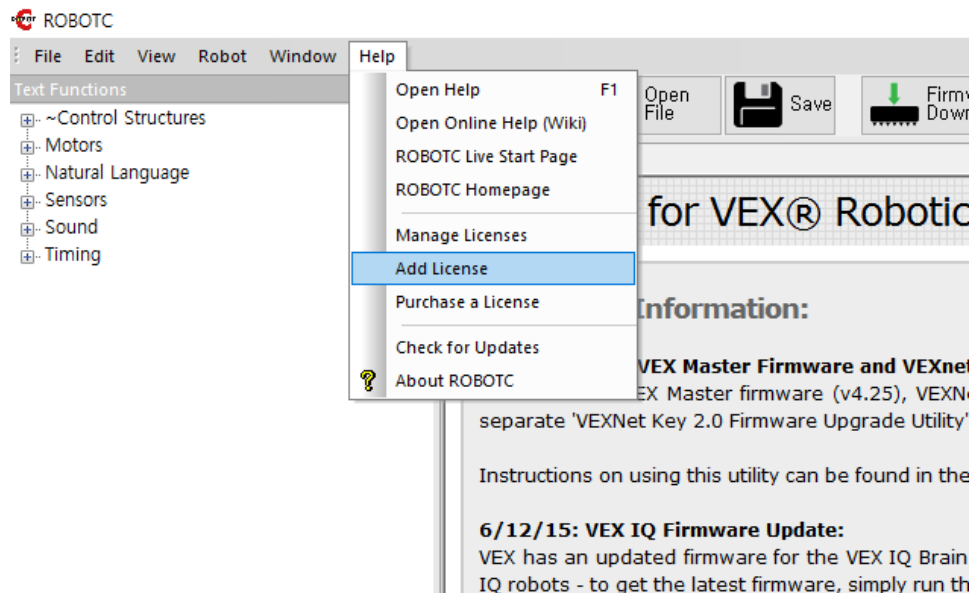 ROBOTC
File Edit View Robot Window Help
Text Functions
~Control Structures
Motors
Natural Language
Sensors
Sound
Timing
Open Help F1
Open Online Help (Wiki)
ROBOTC Live Start Page
ROBOTC Homepage
Manage Licenses
Add License
Purchase a License
Check for Updates
About ROBOTC
Open
File
Save
for VEX® Robotic
Information:
VEX Master Firmware and VEXnet
EX Master firmware (v4.25), VEXN
separate 'VEXNet Key 2.0 Firmware Upgrade Utility'
Instructions on using this utility can be found in the
6/12/15: VEX IQ Firmware Update:
VEX has an updated firmware for the VEX IQ Brain
IQ robots - to get the latest firmware, simply run th